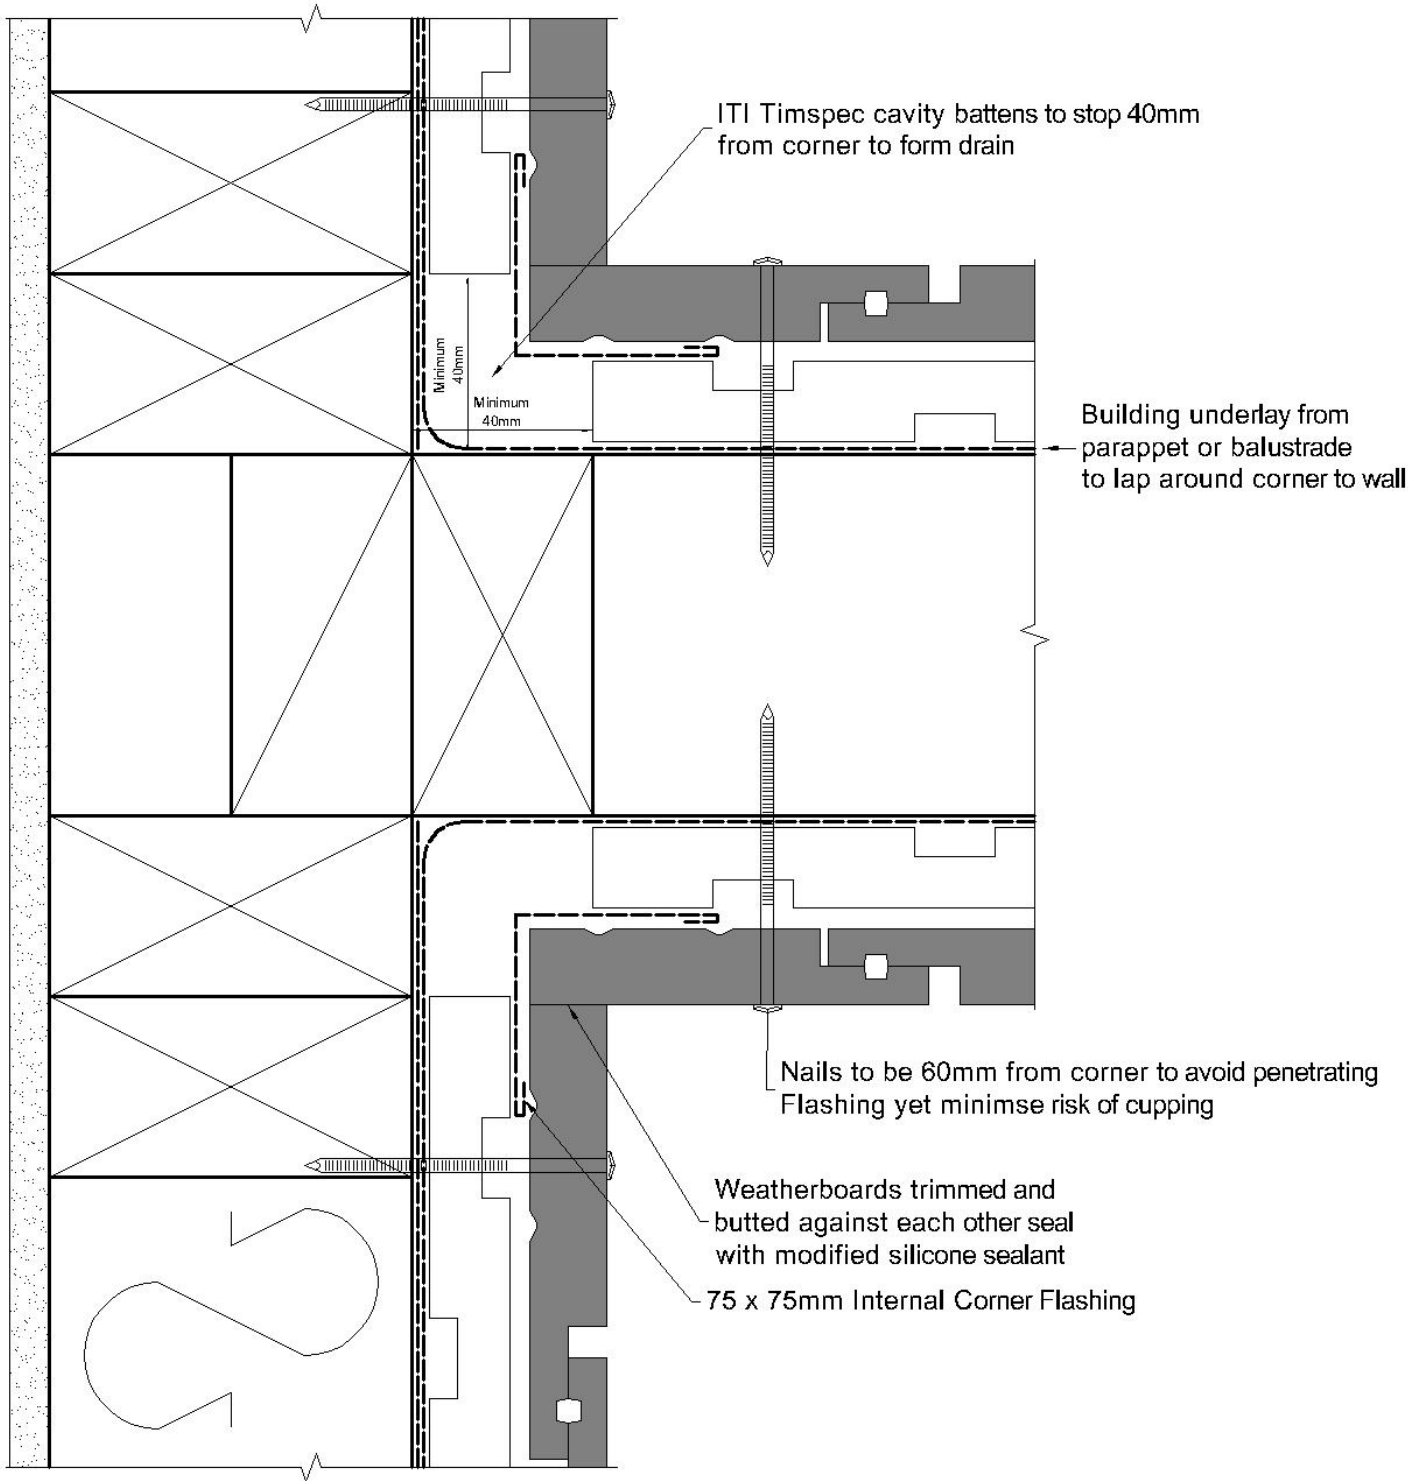 ITI Timspec cavity battens to stop 40mm
from corner to form drain
Minimum
40mm
Minimum
40mm
Building underlay from
parappet or balustrade
to lap around corner to wall
Nails to be 60mm from corner to avoid penetrating
Flashing yet minimse risk of cupping
Weatherboards trimmed and
butted against each other seal
with modified silicone sealant
75 x 75mm Internal Corner Flashing